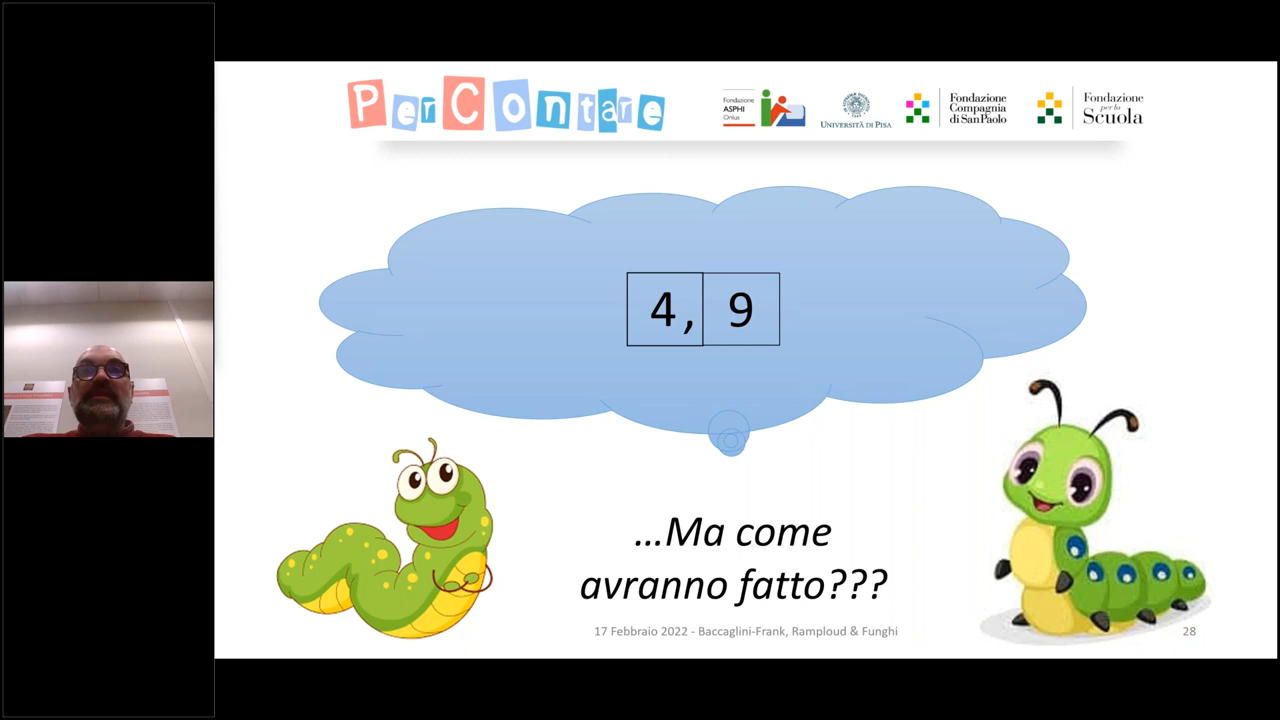 PerContare
Fondazione
ASPHI
Onlus
UNIVERSITÀ DI PISA
Fondazione
Compagnia
di San Paolo
Fondazione
per la
Scuola
4, 9
…Ma come
avranno fatto???
17 Febbraio 2022 - Baccaglini-Frank, Ramploud & Funghi
28